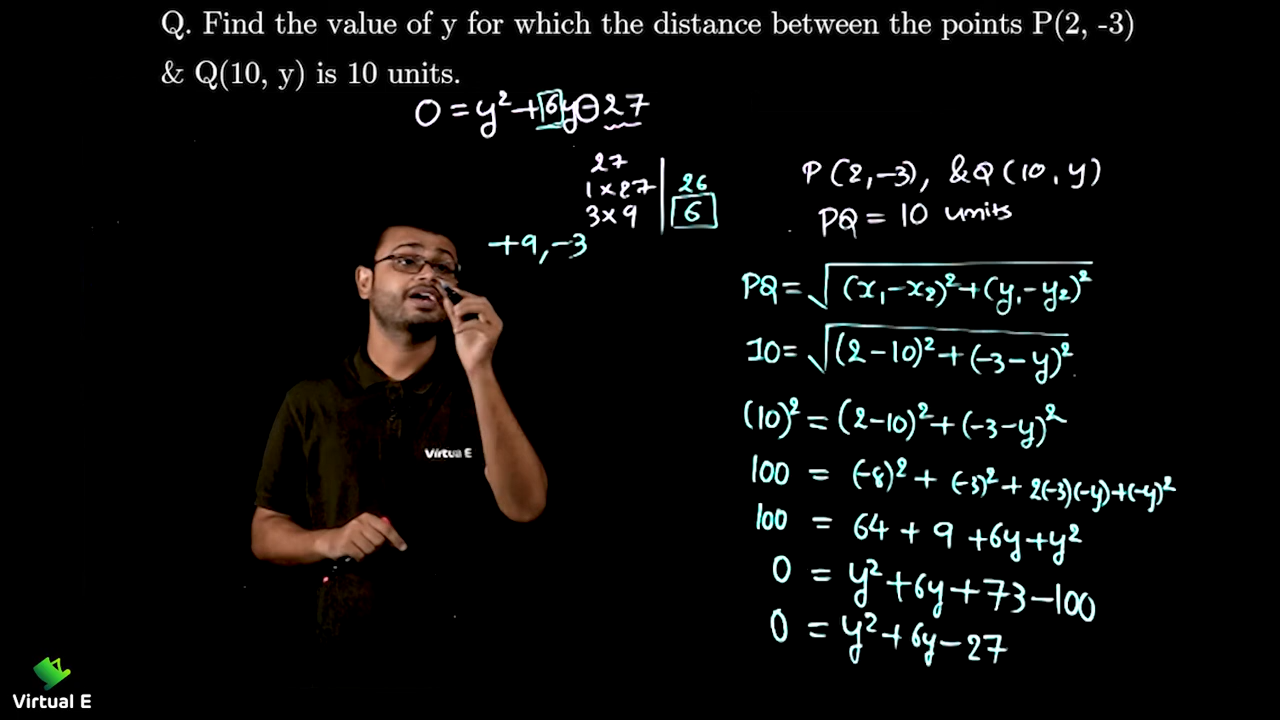 Q. Find the value of y for which the distance between the points P(2, -3)
& Q(10, y) is 10 units.
0 = y² + 6y - 27
27
1 × 27 | 26
3 × 9 | 6
+9, -3
P (2, -3), & Q (10, y)
PQ = 10 units
PQ = √((x₁ - x₂)² + (y₁ - y₂)²)
10 = √((2 - 10)² + (-3 - y)²)
(10)² = (2 - 10)² + (-3 - y)²
100 = (-8)² + (-3)² + 2(-3)(-y) + (-y)²
100 = 64 + 9 + 6y + y²
0 = y² + 6y + 73 - 100
0 = y² + 6y - 27
Virtual E
Virtual E